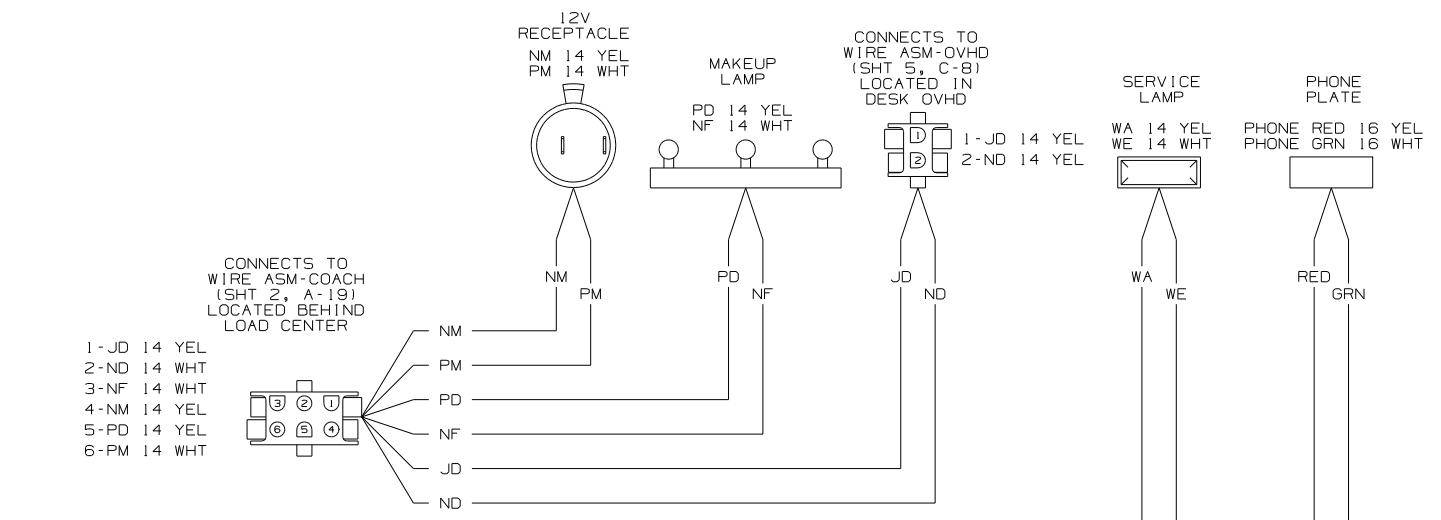 12V
RECEPTACLE
NM 14 YEL
PM 14 WHT
MAKEUP
LAMP
PD 14 YEL
NF 14 WHT
CONNECTS TO
WIRE ASM-OVHD
(SHT 5, C-8)
LOCATED IN
DESK OVHD
1
2
1-JD 14 YEL
2-ND 14 YEL
SERVICE
LAMP
WA 14 YEL
WE 14 WHT
PHONE
PLATE
PHONE RED 16 YEL
PHONE GRN 16 WHT
NM
PM
PD
NF
JD
ND
WA
WE
RED
GRN
CONNECTS TO
WIRE ASM-COACH
(SHT 2, A-19)
LOCATED BEHIND
LOAD CENTER
1-JD 14 YEL
2-ND 14 WHT
3-NF 14 WHT
4-NM 14 YEL
5-PD 14 YEL
6-PM 14 WHT
3 2 1
6 5 4
NM
PM
PD
NF
JD
ND